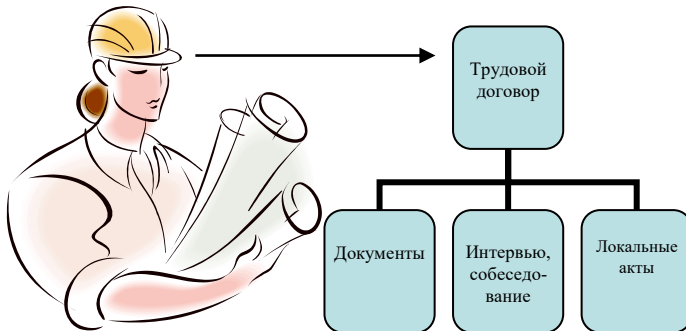 Трудовой
договор
Документы
Интервью,
собеседо-
вание
Локальные
акты